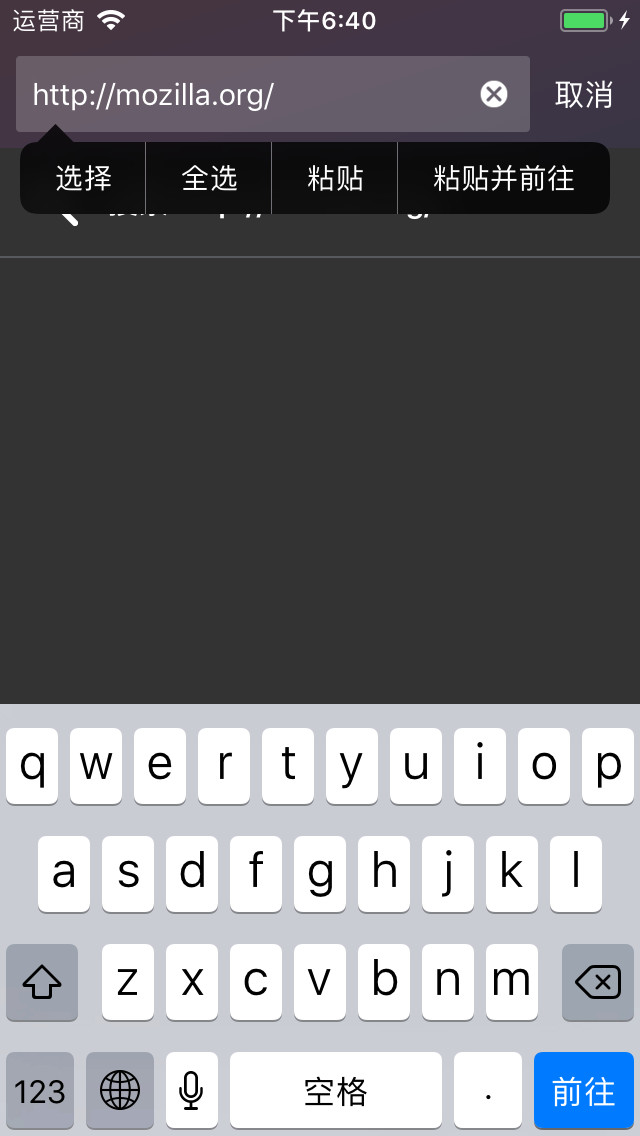 运营商 下午6:40
http://mozilla.org/ 取消
选择 全选 粘贴 粘贴并前往
q w e r t y u i o p
a s d f g h j k l
z x c v b n m
123 空格 . 前往